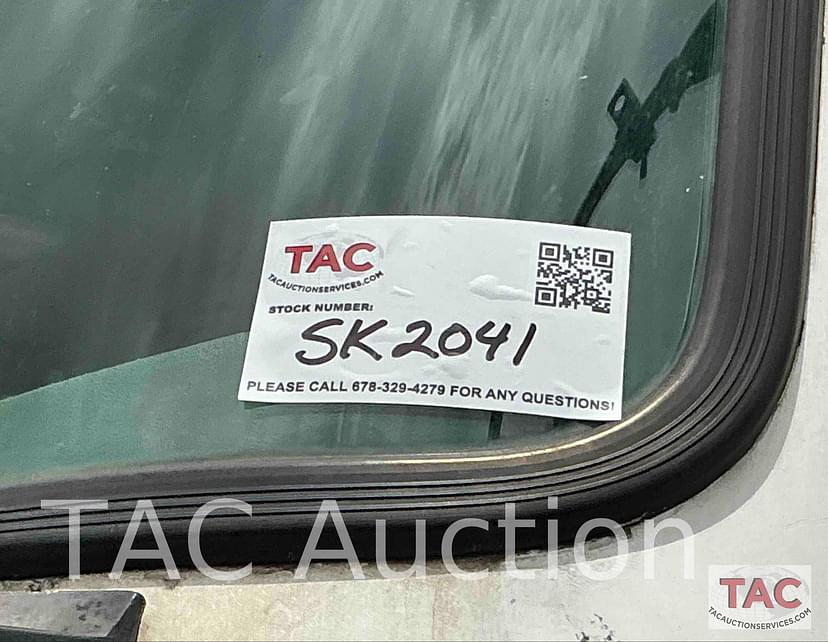 TAC
TACAUCTIONSERVICES.COM
STOCK NUMBER:
SK2041
PLEASE CALL 678-329-4279 FOR ANY QUESTIONS!
TAC Auction
TAC
TACAUCTIONSERVICES.COM